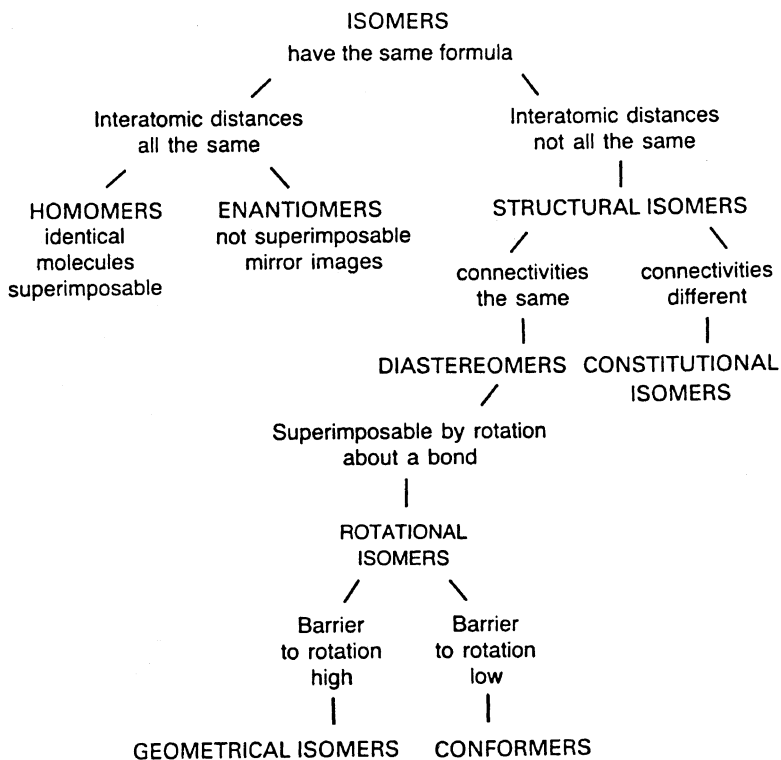 ISOMERS
have the same formula
Interatomic distances
all the same
Interatomic distances
not all the same
HOMOMERS
identical
molecules
superimposable
ENANTIOMERS
not superimposable
mirror images
STRUCTURAL ISOMERS
connectivities
the same
connectivities
different
DIASTEREOMERS
CONSTITUTIONAL
ISOMERS
Superimposable by rotation
about a bond
ROTATIONAL
ISOMERS
Barrier
to rotation
high
Barrier
to rotation
low
GEOMETRICAL ISOMERS
CONFORMERS